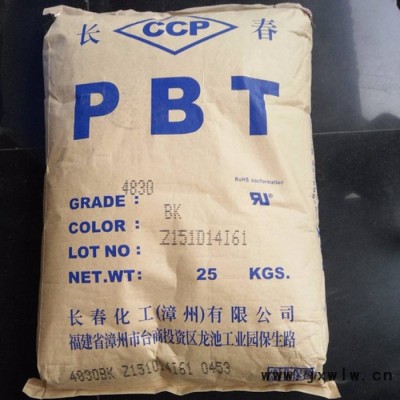 长 CCP 春
PBT
RoHS conformation
GRADE: 4830
COLOR: BK
LOT NO: Z151D14I61
NET.WT: 25 KGS.
长春化工(漳州)有限公司
福建省漳州市台商投资区龙池工业园保生路
4830BK Z151D14I61 0453